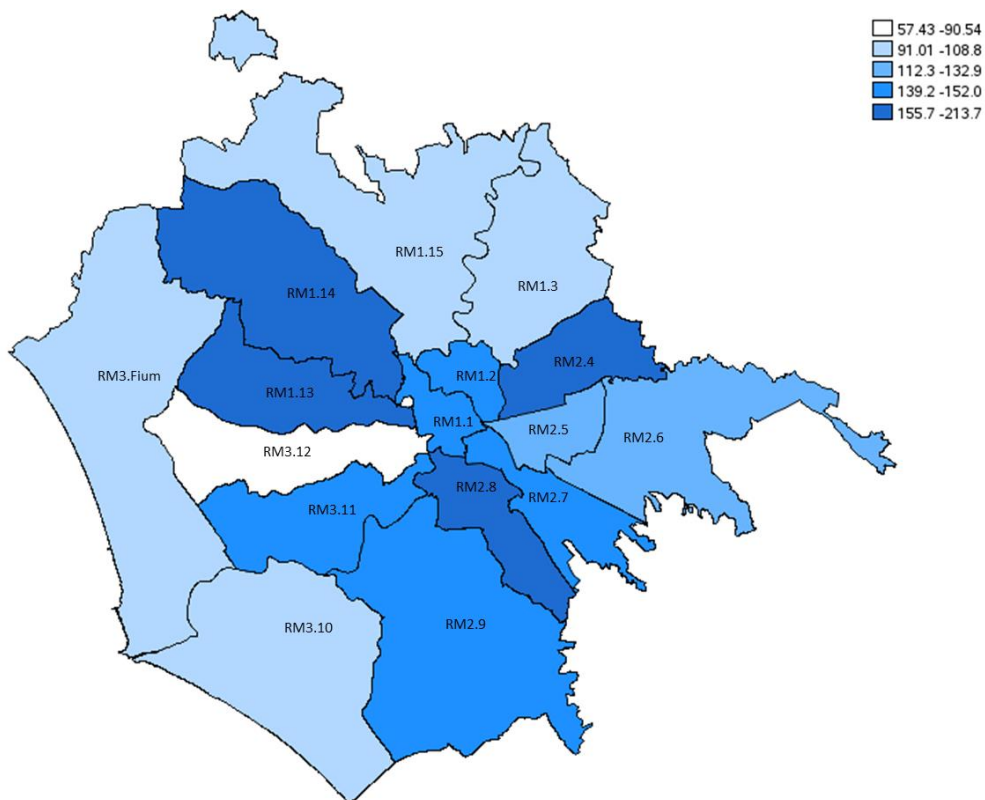 57.43 -90.54
91.01 -108.8
112.3 -132.9
139.2 -152.0
155.7 -213.7
RM1.15
RM1.3
RM1.14
RM3.Fium
RM2.4
RM1.2
RM1.13
RM1.1
RM2.5
RM2.6
RM3.12
RM2.8
RM2.7
RM3.11
RM3.10
RM2.9